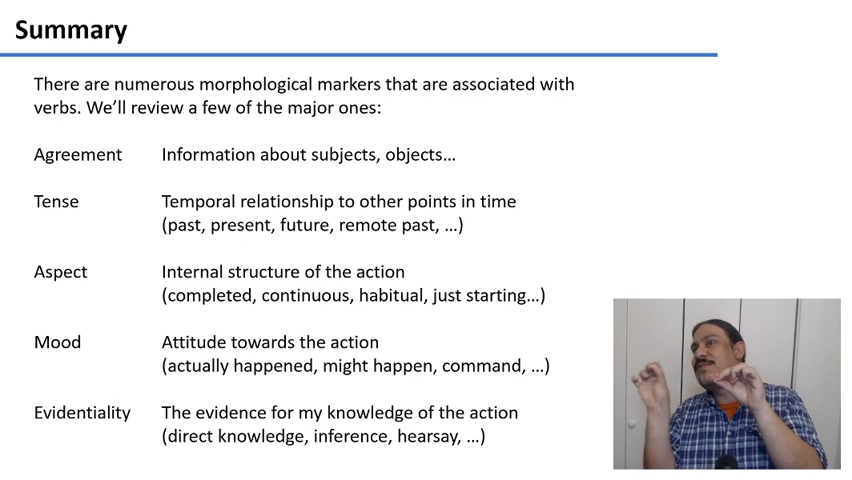 Summary
There are numerous morphological markers that are associated with
verbs. We’ll review a few of the major ones:
Agreement Information about subjects, objects…
Tense Temporal relationship to other points in time
(past, present, future, remote past, …)
Aspect Internal structure of the action
(completed, continuous, habitual, just starting…)
Mood Attitude towards the action
(actually happened, might happen, command, …)
Evidentiality The evidence for my knowledge of the action
(direct knowledge, inference, hearsay, …)